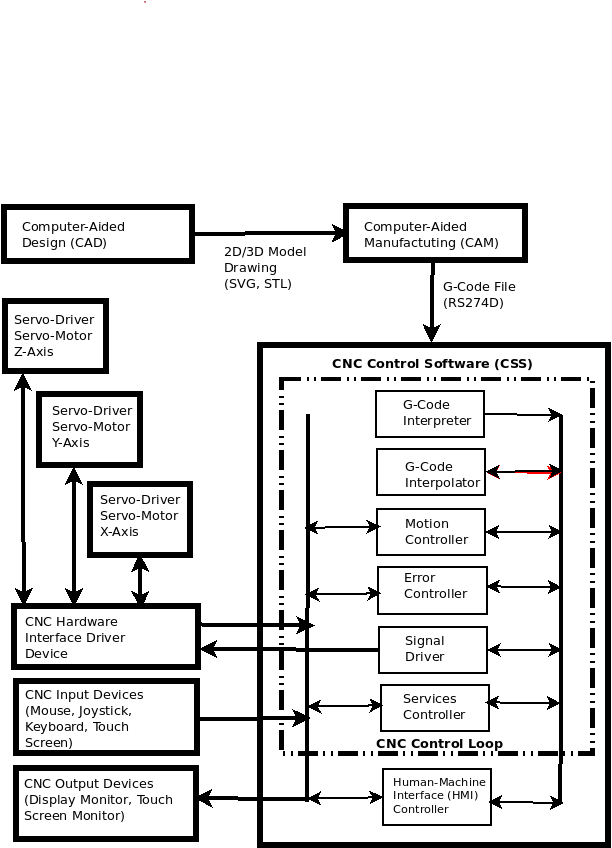 Computer-Aided
Design (CAD)
Computer-Aided
Manufactuting (CAM)
2D/3D Model
Drawing
(SVG, STL)
G-Code File
(RS274D)
Servo-Driver
Servo-Motor
Z-Axis
Servo-Driver
Servo-Motor
Y-Axis
Servo-Driver
Servo-Motor
X-Axis
CNC Hardware
Interface Driver
Device
CNC Input Devices
(Mouse, Joystick,
Keyboard, Touch
Screen)
CNC Output Devices
(Display Monitor, Touch
Screen Monitor)
CNC Control Software (CSS)
G-Code
Interpreter
G-Code
Interpolator
Motion
Controller
Error
Controller
Signal
Driver
Services
Controller
CNC Control Loop
Human-Machine
Interface (HMI)
Controller